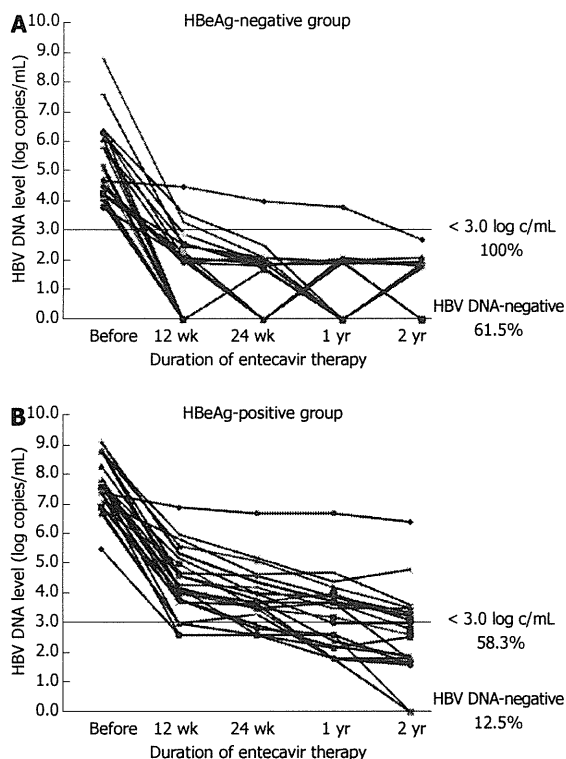 A
HBeAg-negative group
HBV DNA level (log copies/mL)
10.0
9.0
8.0
7.0
6.0
5.0
4.0
3.0
2.0
1.0
0.0
Before 12 wk 24 wk 1 yr 2 yr
Duration of entecavir therapy
< 3.0 log c/mL
100%
HBV DNA-negative
61.5%
B
HBeAg-positive group
HBV DNA level (log copies/mL)
10.0
9.0
8.0
7.0
6.0
5.0
4.0
3.0
2.0
1.0
0.0
Before 12 wk 24 wk 1 yr 2 yr
Duration of entecavir therapy
< 3.0 log c/mL
58.3%
HBV DNA-negative
12.5%